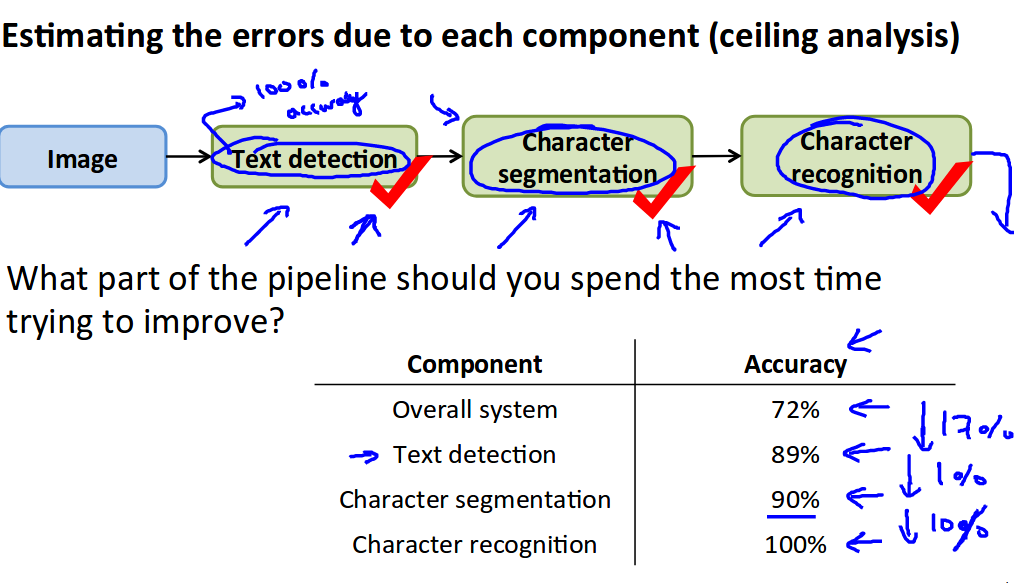 Estimating the errors due to each component (ceiling analysis)
100% accuracy
Image
Text detection
Character segmentation
Character recognition
What part of the pipeline should you spend the most time
trying to improve?
Component Accuracy
Overall system 72%
17%
Text detection 89%
1%
Character segmentation 90%
10%
Character recognition 100%